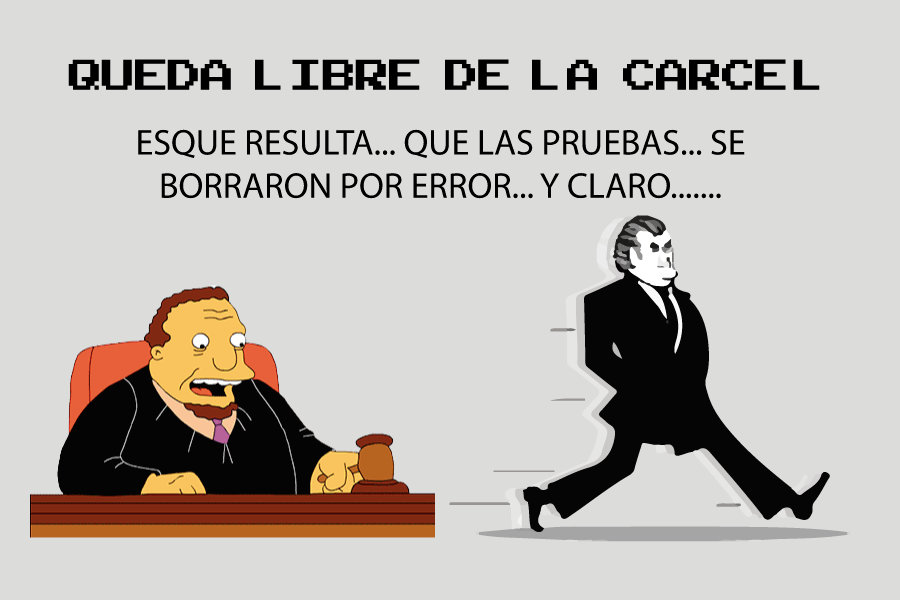 QUEDA LIBRE DE LA CARCEL
ESQUE RESULTA... QUE LAS PRUEBAS... SE
BORRARON POR ERROR... Y CLARO.......